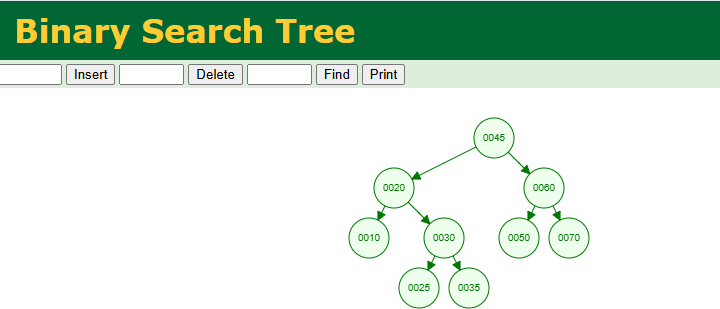 Binary Search Tree
Insert Delete Find Print
0045
0020 0060
0010 0030 0050 0070
0025 0035